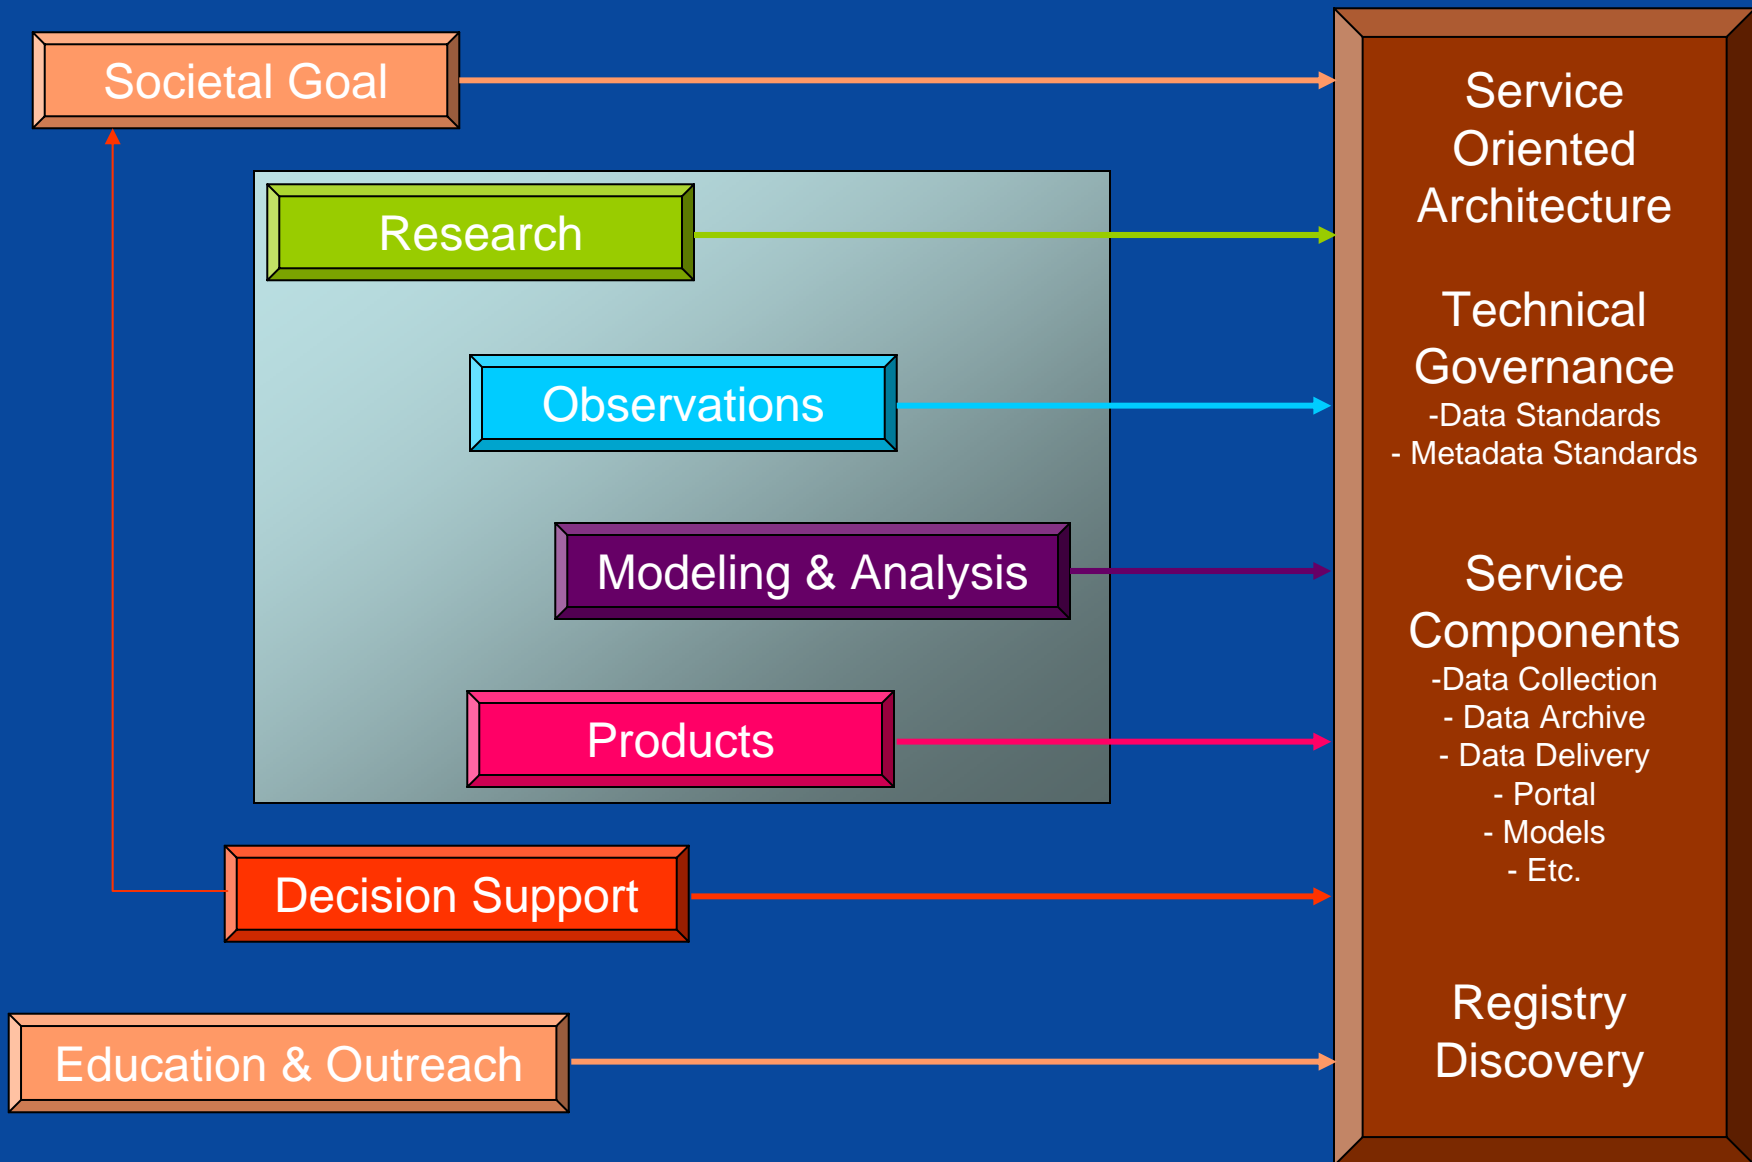 Societal Goal
Research
Observations
Modeling & Analysis
Products
Decision Support
Education & Outreach
Service
Oriented
Architecture
Technical
Governance
-Data Standards
- Metadata Standards
Service
Components
-Data Collection
- Data Archive
- Data Delivery
- Portal
- Models
- Etc.
Registry
Discovery